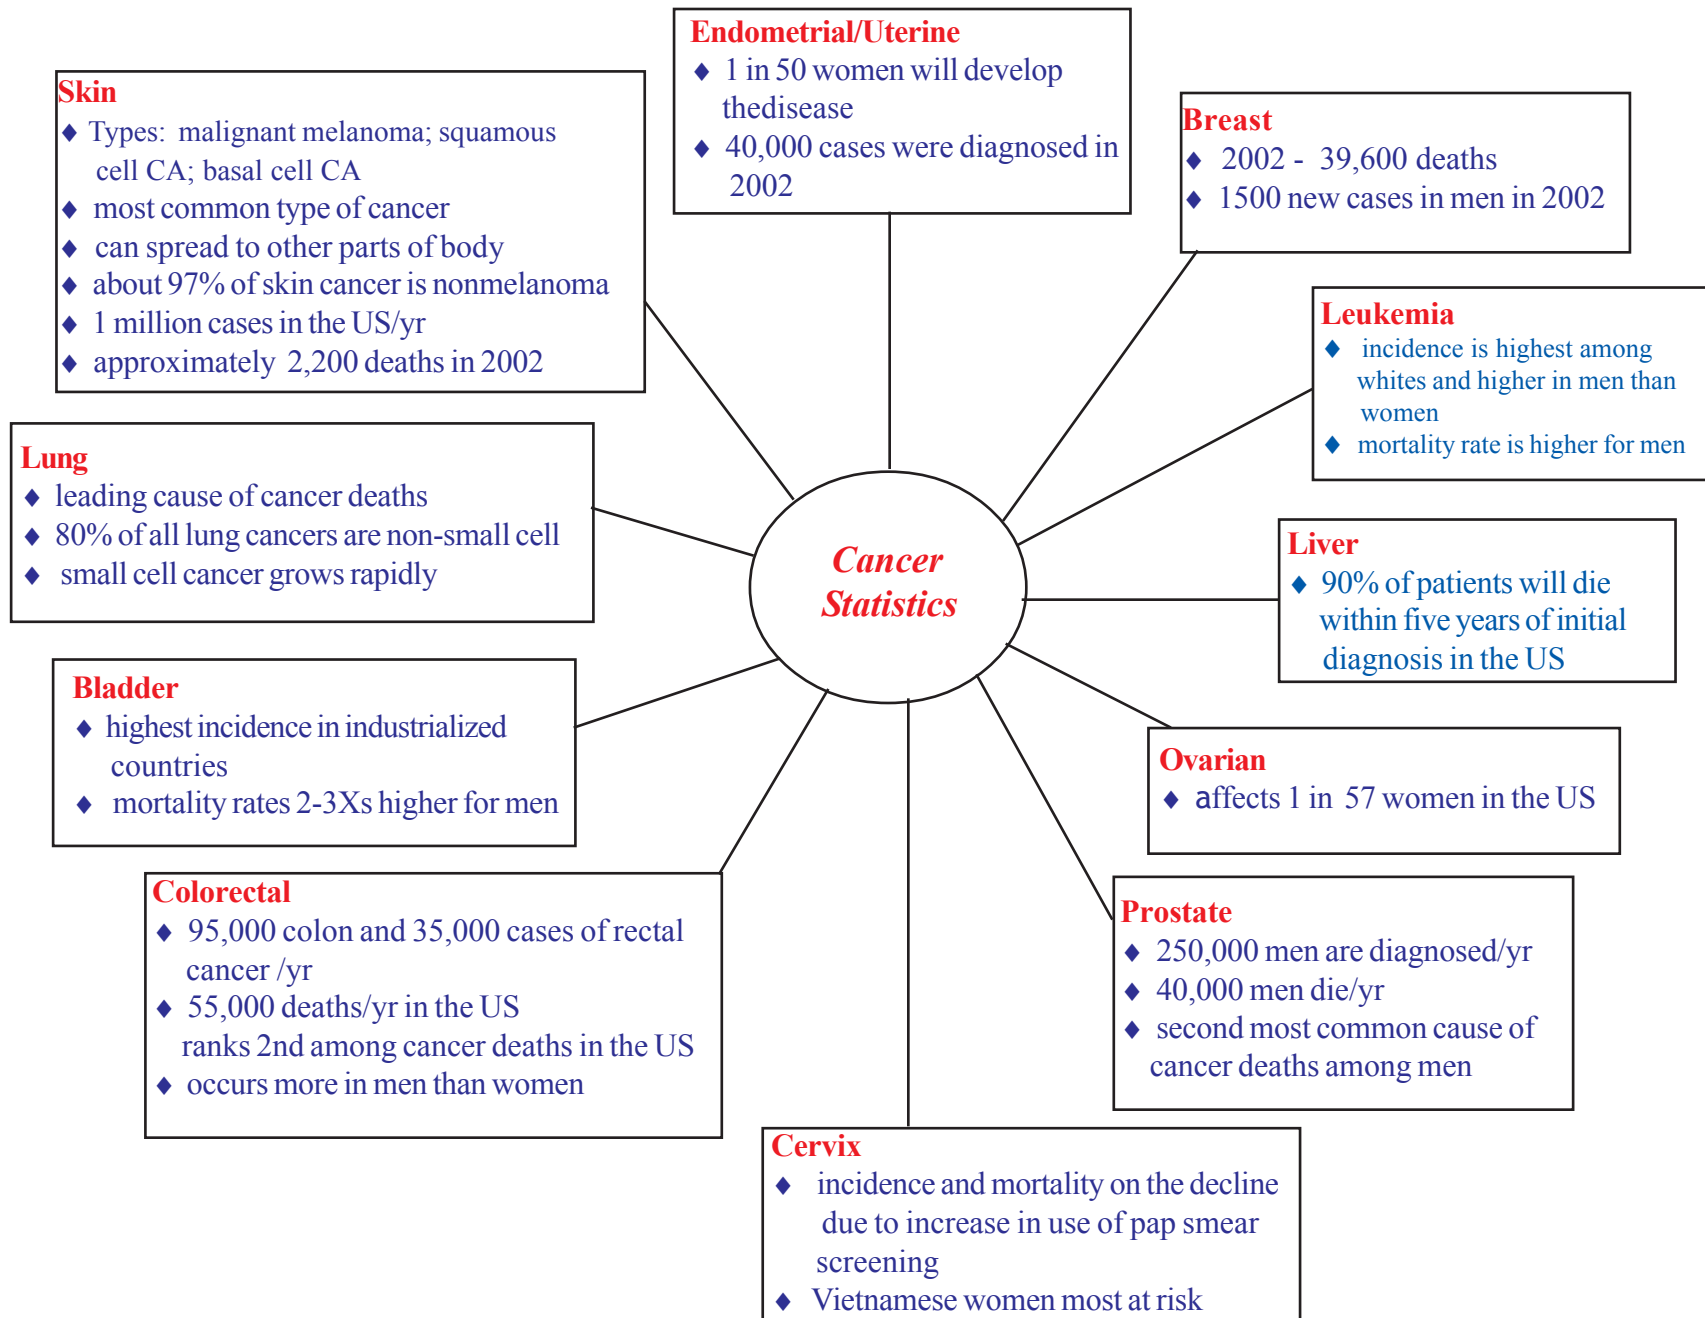 Endometrial/Uterine
♦ 1 in 50 women will develop
thedisease
♦ 40,000 cases were diagnosed in
2002
Skin
♦ Types: malignant melanoma; squamous
cell CA; basal cell CA
♦ most common type of cancer
♦ can spread to other parts of body
♦ about 97% of skin cancer is nonmelanoma
♦ 1 million cases in the US/yr
♦ approximately 2,200 deaths in 2002
Breast
♦ 2002 - 39,600 deaths
♦ 1500 new cases in men in 2002
Leukemia
♦ incidence is highest among
whites and higher in men than
women
♦ mortality rate is higher for men
Lung
♦ leading cause of cancer deaths
♦ 80% of all lung cancers are non-small cell
♦ small cell cancer grows rapidly
Cancer
Statistics
Liver
♦ 90% of patients will die
within five years of initial
diagnosis in the US
Bladder
♦ highest incidence in industrialized
countries
♦ mortality rates 2-3Xs higher for men
Ovarian
♦ affects 1 in 57 women in the US
Colorectal
♦ 95,000 colon and 35,000 cases of rectal
cancer /yr
♦ 55,000 deaths/yr in the US
ranks 2nd among cancer deaths in the US
♦ occurs more in men than women
Prostate
♦ 250,000 men are diagnosed/yr
♦ 40,000 men die/yr
♦ second most common cause of
cancer deaths among men
Cervix
♦ incidence and mortality on the decline
due to increase in use of pap smear
screening
♦ Vietnamese women most at risk